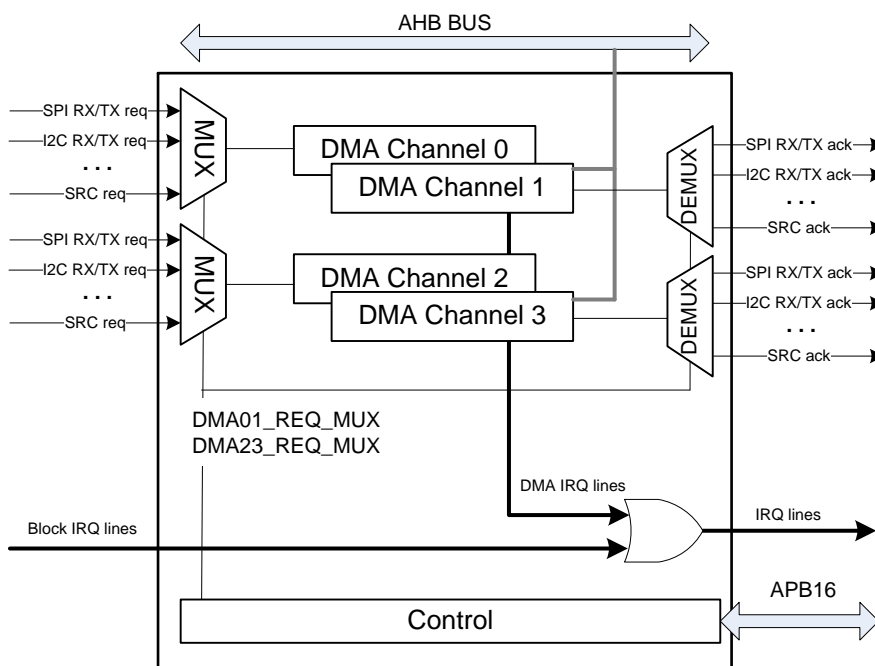 AHB BUS
SPI RX/TX req
I2C RX/TX req
. . .
SRC req
MUX
DMA Channel 0
DMA Channel 1
DEMUX
SPI RX/TX ack
I2C RX/TX ack
. . .
SRC ack
SPI RX/TX req
I2C RX/TX req
. . .
SRC req
MUX
DMA Channel 2
DMA Channel 3
DEMUX
SPI RX/TX ack
I2C RX/TX ack
. . .
SRC ack
DMA01_REQ_MUX
DMA23_REQ_MUX
DMA IRQ lines
Block IRQ lines
IRQ lines
APB16
Control